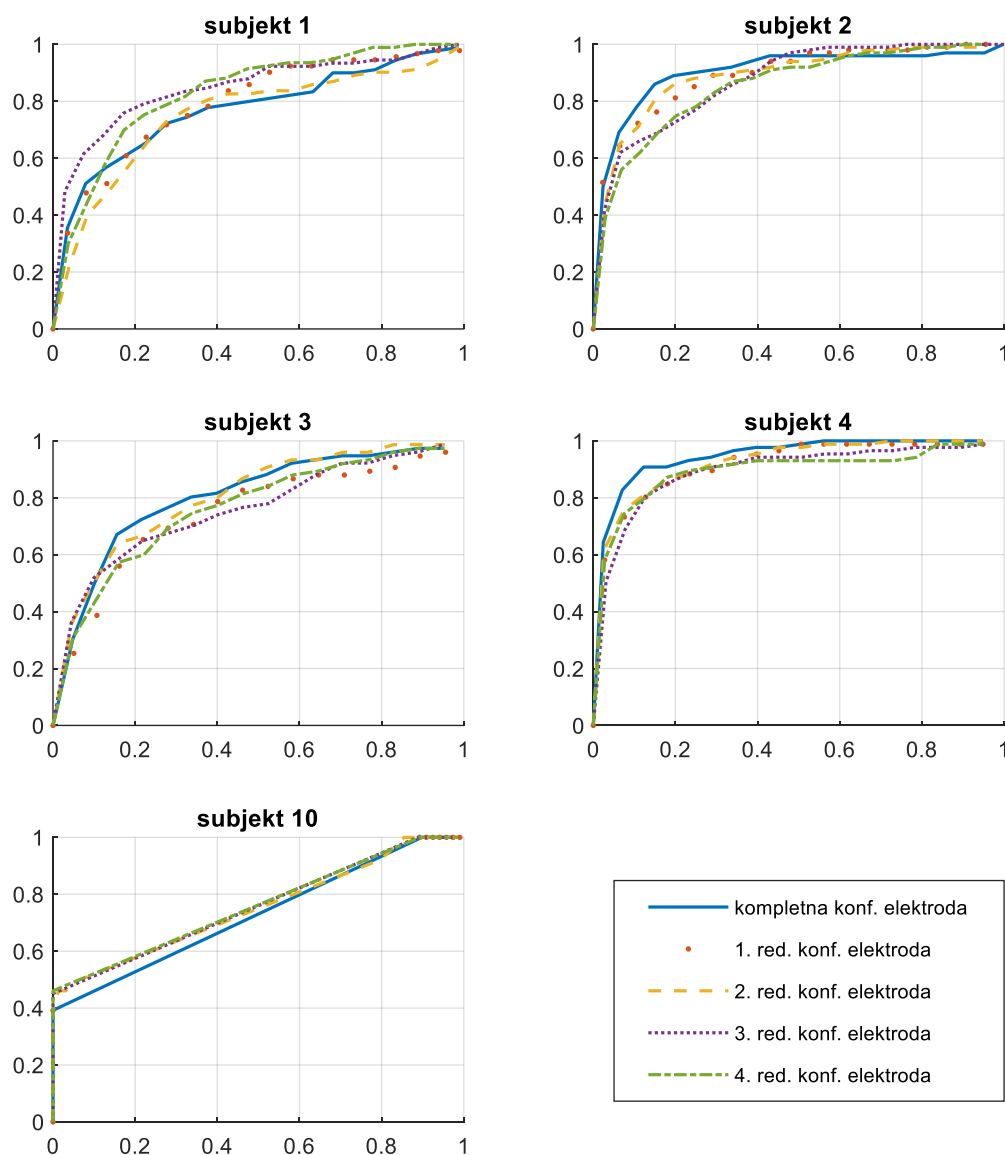 subjekt 1
1
0.8
0.6
0.4
0.2
0
0 0.2 0.4 0.6 0.8 1
subjekt 2
1
0.8
0.6
0.4
0.2
0
0 0.2 0.4 0.6 0.8 1
subjekt 3
1
0.8
0.6
0.4
0.2
0
0 0.2 0.4 0.6 0.8 1
subjekt 4
1
0.8
0.6
0.4
0.2
0
0 0.2 0.4 0.6 0.8 1
subjekt 10
1
0.8
0.6
0.4
0.2
0
0 0.2 0.4 0.6 0.8 1
kompletna konf. elektroda
1. red. konf. elektroda
2. red. konf. elektroda
3. red. konf. elektroda
4. red. konf. elektroda